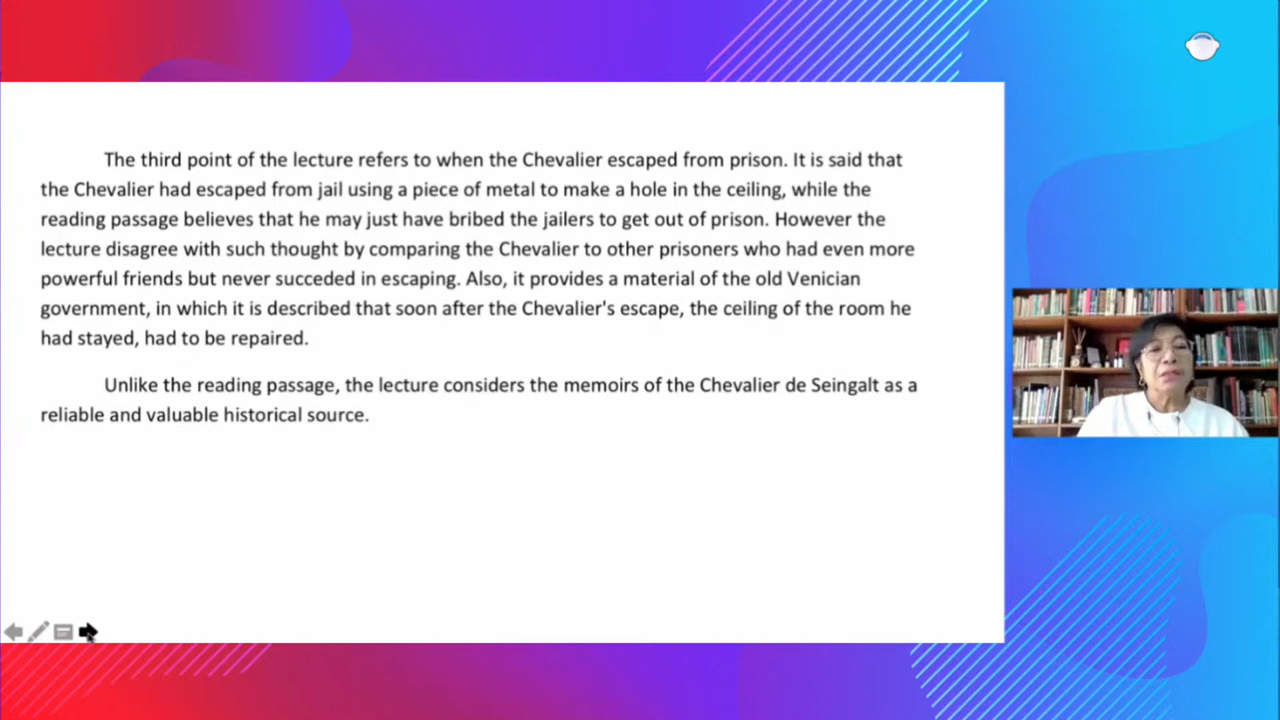 The third point of the lecture refers to when the Chevalier escaped from prison. It is said that
the Chevalier had escaped from jail using a piece of metal to make a hole in the ceiling, while the
reading passage believes that he may just have bribed the jailers to get out of prison. However the
lecture disagree with such thought by comparing the Chevalier to other prisoners who had even more
powerful friends but never succeded in escaping. Also, it provides a material of the old Venician
government, in which it is described that soon after the Chevalier's escape, the ceiling of the room he
had stayed, had to be repaired.
Unlike the reading passage, the lecture considers the memoirs of the Chevalier de Seingalt as a
reliable and valuable historical source.